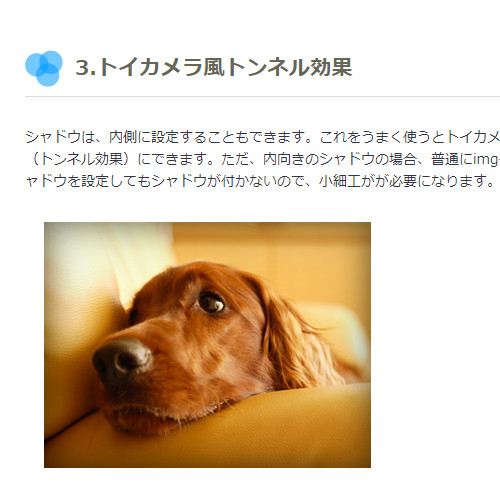 3.トイカメラ風トンネル効果
シャドウは、内側に設定することもできます。これをうまく使うとトイカメ
（トンネル効果）にできます。ただ、内向きのシャドウの場合、普通にimg
ャドウを設定してもシャドウが付かないので、小細工がが必要になります。